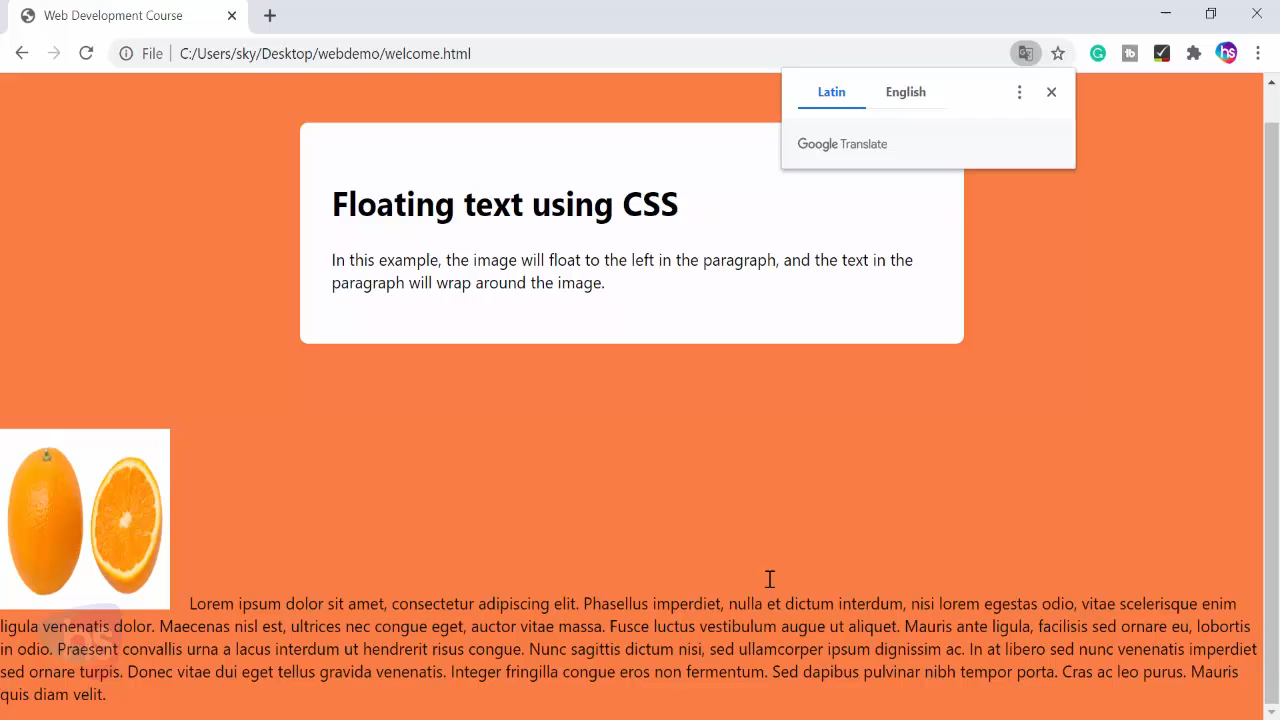 Web Development Course
File
C:/Users/sky/Desktop/webdemo/welcome.html
tb
hs
Latin English
Google Translate
Floating text using CSS
In this example, the image will float to the left in the paragraph, and the text in the
paragraph will wrap around the image.
Lorem ipsum dolor sit amet, consectetur adipiscing elit. Phasellus imperdiet, nulla et dictum interdum, nisi lorem egestas odio, vitae scelerisque enim
ligula venenatis dolor. Maecenas nisl est, ultrices nec congue eget, auctor vitae massa. Fusce luctus vestibulum augue ut aliquet. Mauris ante ligula, facilisis sed ornare eu, lobortis
in odio. Praesent convallis urna a lacus interdum ut hendrerit risus congue. Nunc sagittis dictum nisi, sed ullamcorper ipsum dignissim ac. In at libero sed nunc venenatis imperdiet
sed ornare turpis. Donec vitae dui eget tellus gravida venenatis. Integer fringilla congue eros non fermentum. Sed dapibus pulvinar nibh tempor porta. Cras ac leo purus. Mauris
quis diam velit.
hs